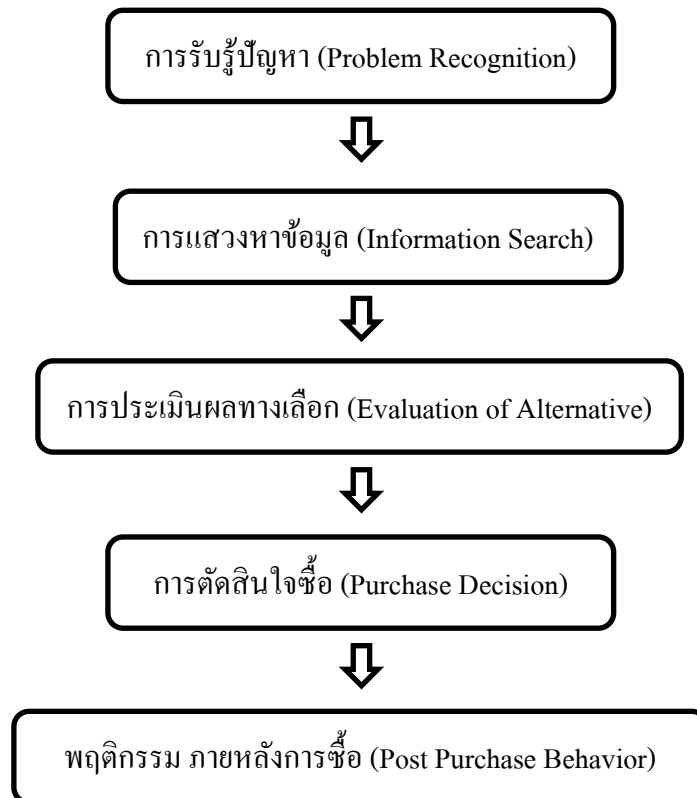 การรับรู้ปัญหา (Problem Recognition)
การแสวงหาข้อมูล (Information Search)
การประเมินผลทางเลือก (Evaluation of Alternative)
การตัดสินใจซื้อ (Purchase Decision)
พฤติกรรม ภายหลังการซื้อ (Post Purchase Behavior)